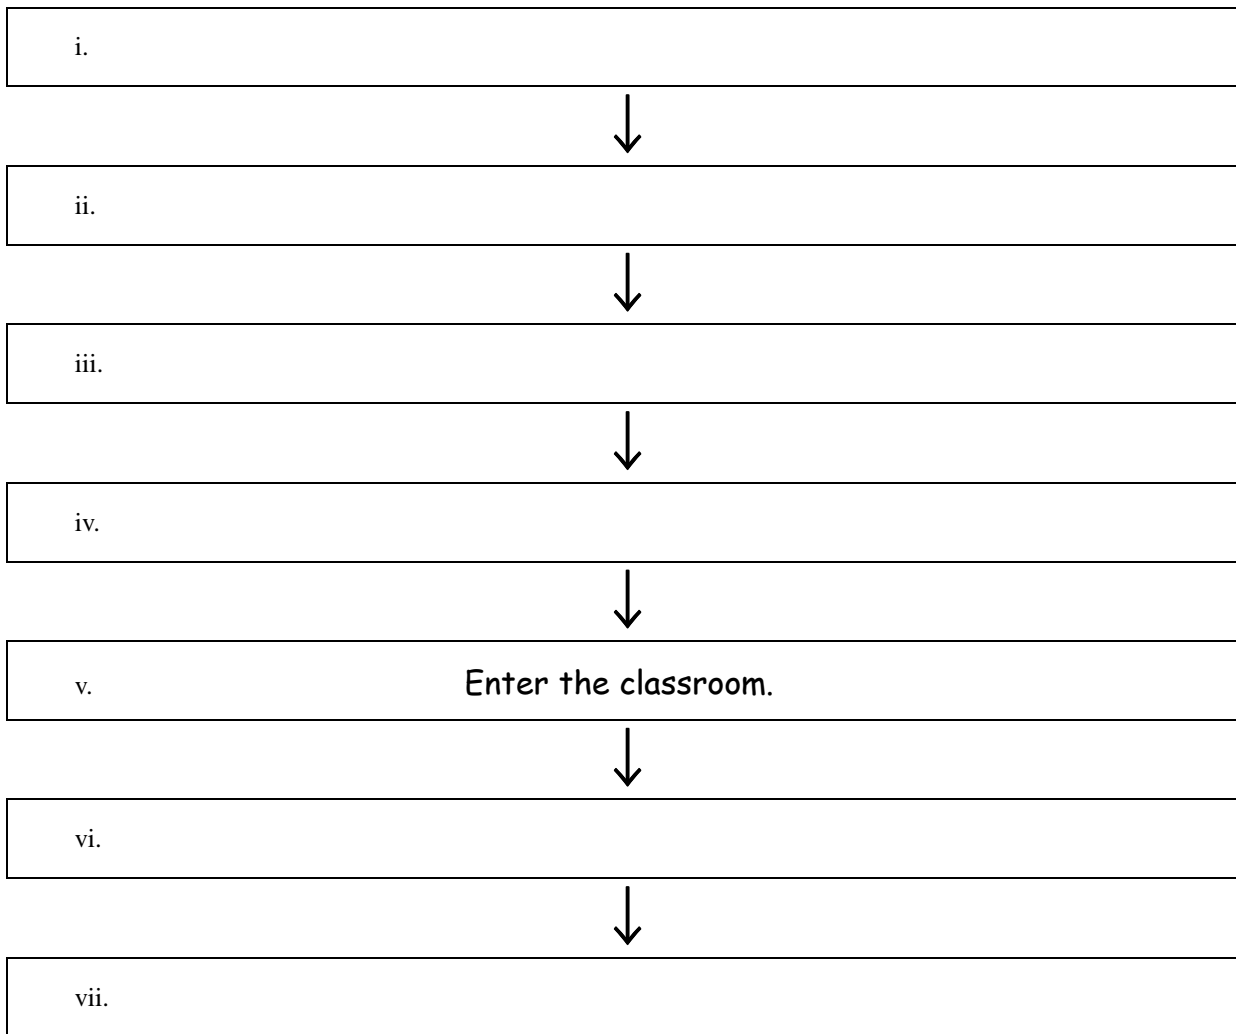 i.
ii.
iii.
iv.
v. Enter the classroom.
vi.
vii.